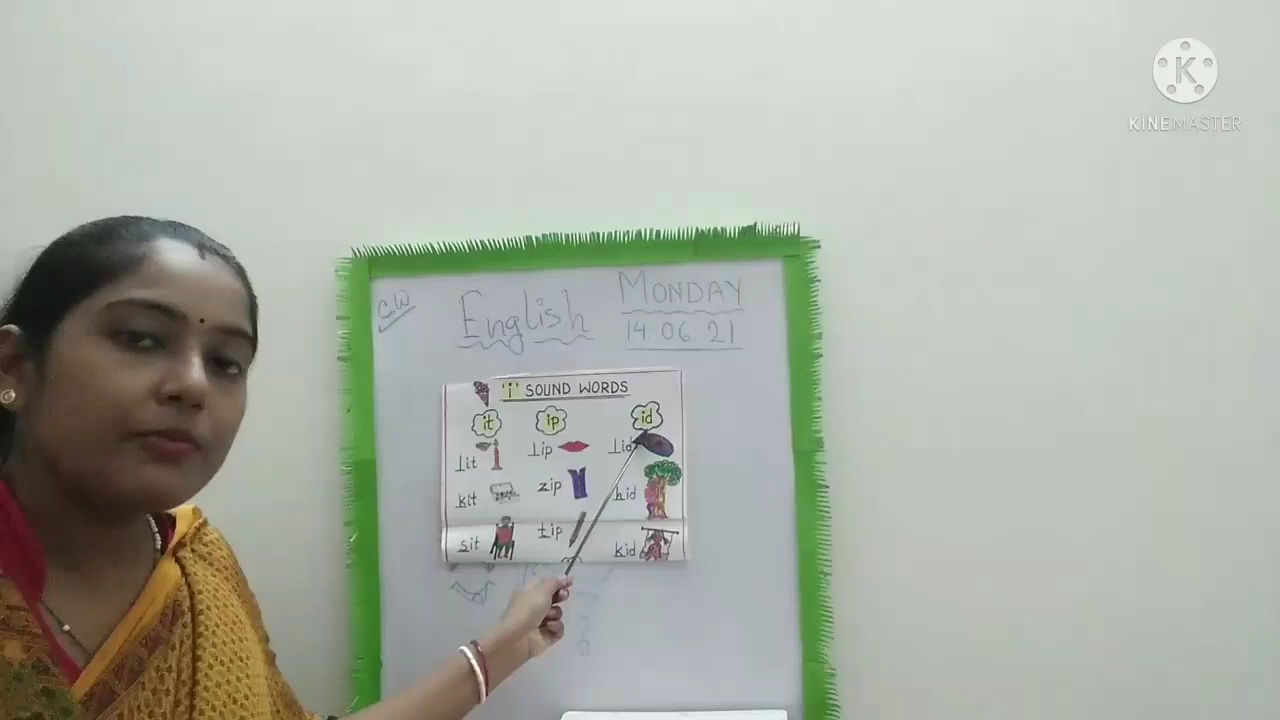 K
KINEMASTER
C.W
English
MONDAY
14.06.21
'i' SOUND WORDS
it ip id
lit lip lid
kit zip hid
sit tip kid